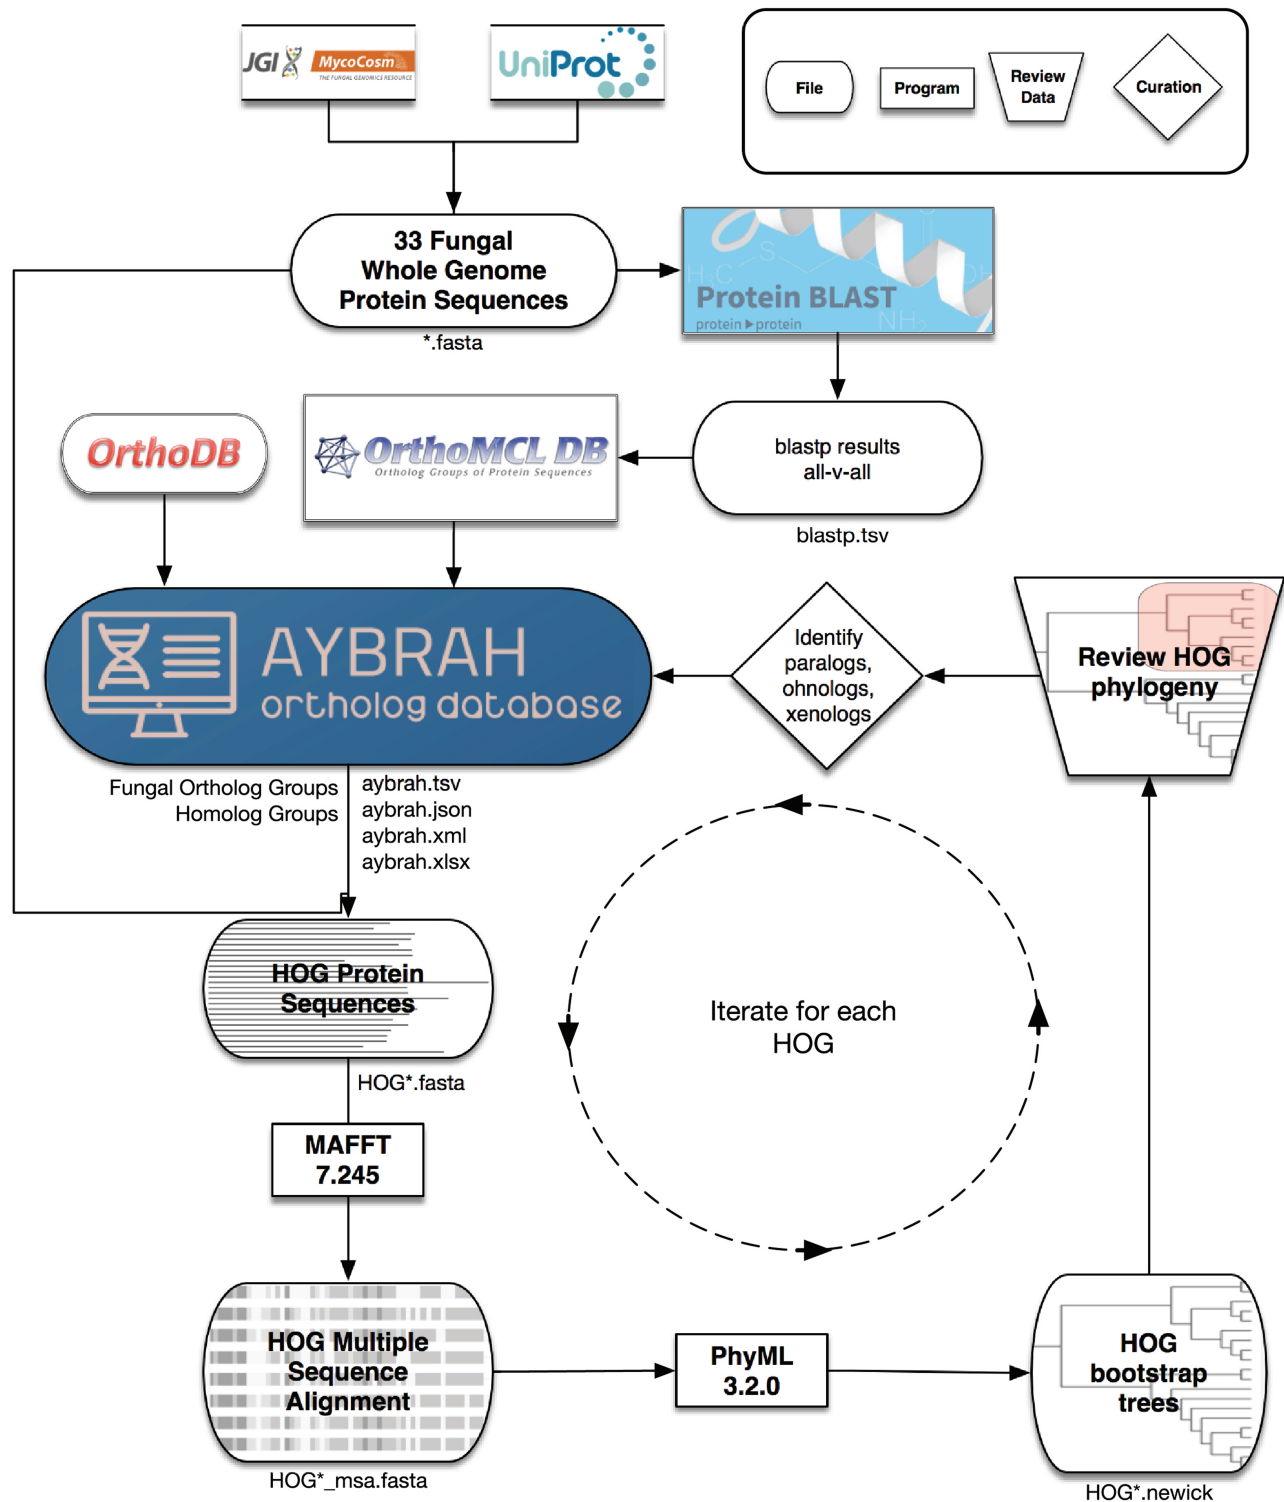 JGI
MycoCosm
THE FUNGAL GENOMICS RESOURCE
UniProt
File
Program
Review
Data
Curation
33 Fungal
Whole Genome
Protein Sequences
*.fasta
H₃C
S
O
OH
NH₂
Protein BLAST
protein ▶ protein
OrthoDB
OrthoMCL DB
Ortholog Groups of Protein Sequences
blastp results
all-v-all
blastp.tsv
AYBRAH
ortholog database
Identify
paralogs,
ohnologs,
xenologs
Review HOG
phylogeny
Fungal Ortholog Groups
Homolog Groups
aybrah.tsv
aybrah.json
aybrah.xml
aybrah.xlsx
HOG Protein
Sequences
HOG*.fasta
Iterate for each
HOG
MAFFT
7.245
HOG Multiple
Sequence
Alignment
HOG*_msa.fasta
PhyML
3.2.0
HOG
bootstrap
trees
HOG*.newick